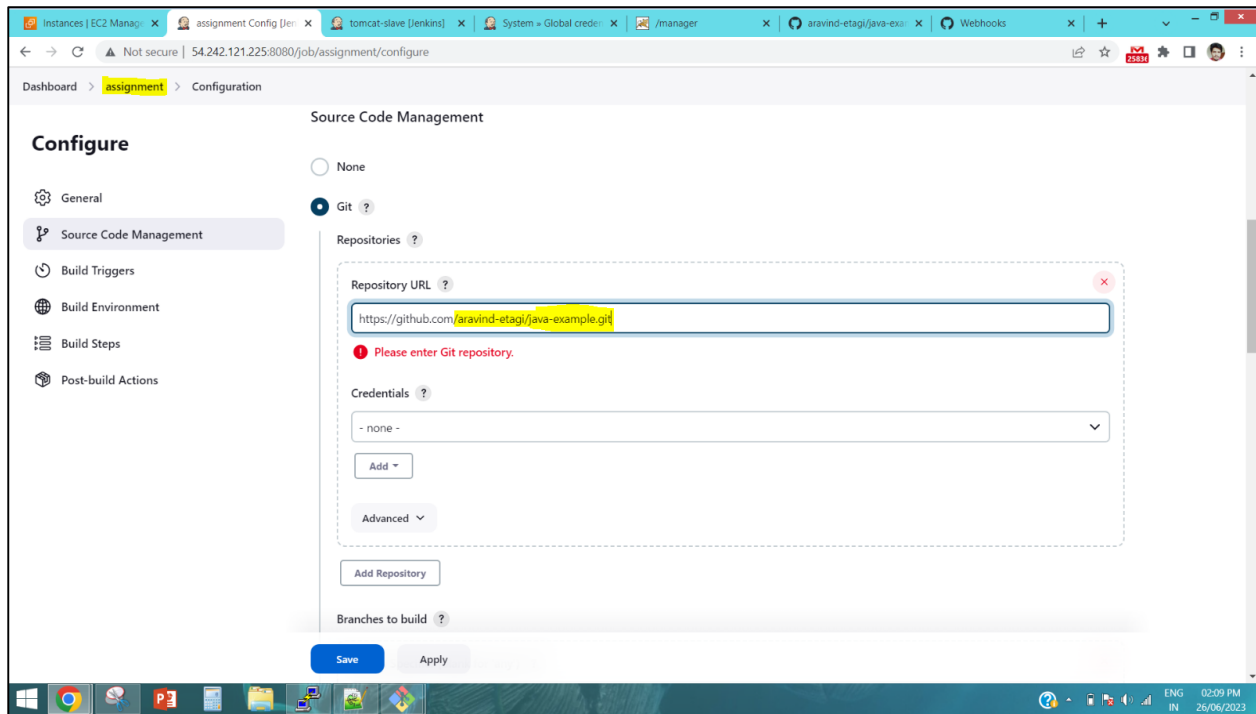 Instances | EC2 Manage
assignment Config [Jen
tomcat-slave [Jenkins]
System » Global creden
/manager
aravind-etagi/java-exam
Webhooks
Not secure | 54.242.121.225:8080/job/assignment/configure
25836
Dashboard > assignment > Configuration
Configure
General
Source Code Management
Build Triggers
Build Environment
Build Steps
Post-build Actions
Source Code Management
None
Git ?
Repositories ?
Repository URL ?
https://github.com/aravind-etagi/java-example.git
Please enter Git repository.
Credentials ?
- none -
Add
Advanced
Add Repository
Branches to build ?
Save Apply
ENG 02:09 PM
IN 26/06/2023